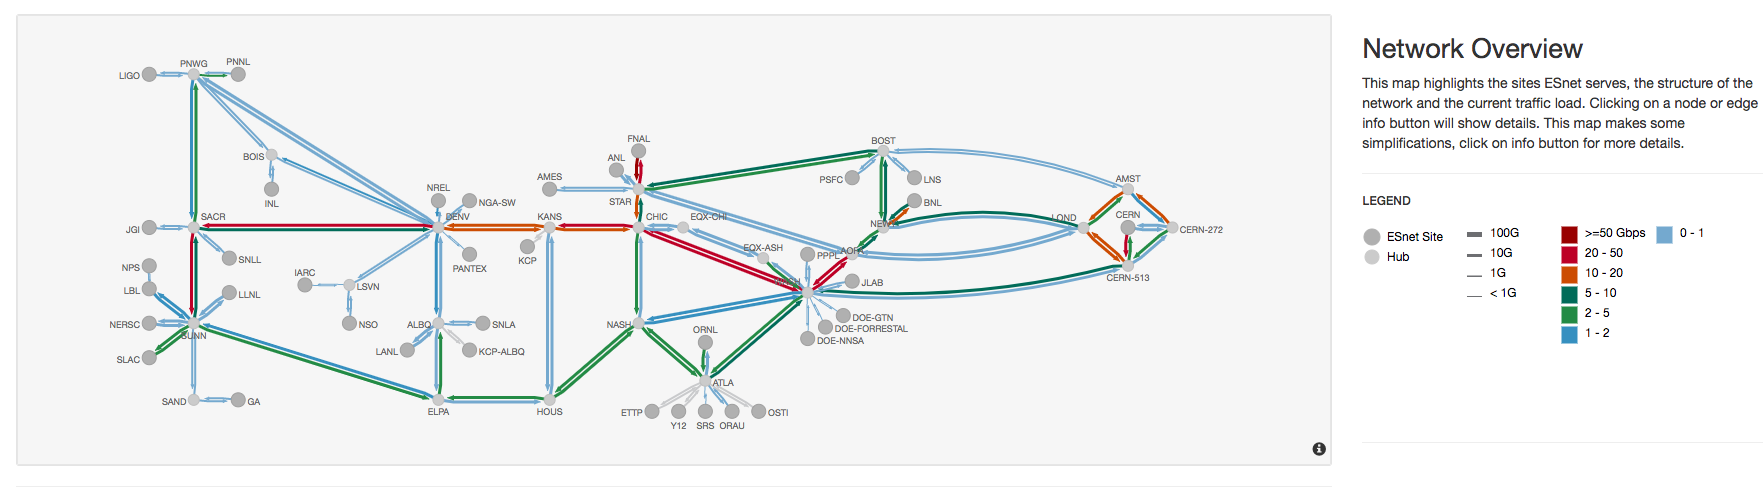 PNWG
PNNL
LIGO
BOIS
INL
FNAL
ANL
AMES
STAR
BOST
PSFC
LNS
BNL
AMST
NREL
NGA-SW
DENV
KANS
CHIC
EQX-CHI
LOND
CERN
CERN-272
SACR
JGI
SNLL
KCP
EQX-ASH
PPPL
PANTEX
IARC
LSVN
NPS
LBL
LLNL
JLAB
CERN-513
NERSC
SUNN
SLAC
NSO
ALBQ
SNLA
LANL
KCP-ALBQ
NASH
ORNL
DOE-GTN
DOE-FORRESTAL
DOE-NNSA
SAND
GA
ELPA
HOUS
ATLA
ETTP
Y12
SRS
ORAU
OSTI
Network Overview
This map highlights the sites ESnet serves, the structure of the
network and the current traffic load. Clicking on a node or edge
info button will show details. This map makes some
simplifications, click on info button for more details.
LEGEND
ESnet Site
Hub
100G
10G
1G
< 1G
>=50 Gbps
20 - 50
10 - 20
5 - 10
2 - 5
1 - 2
0 - 1